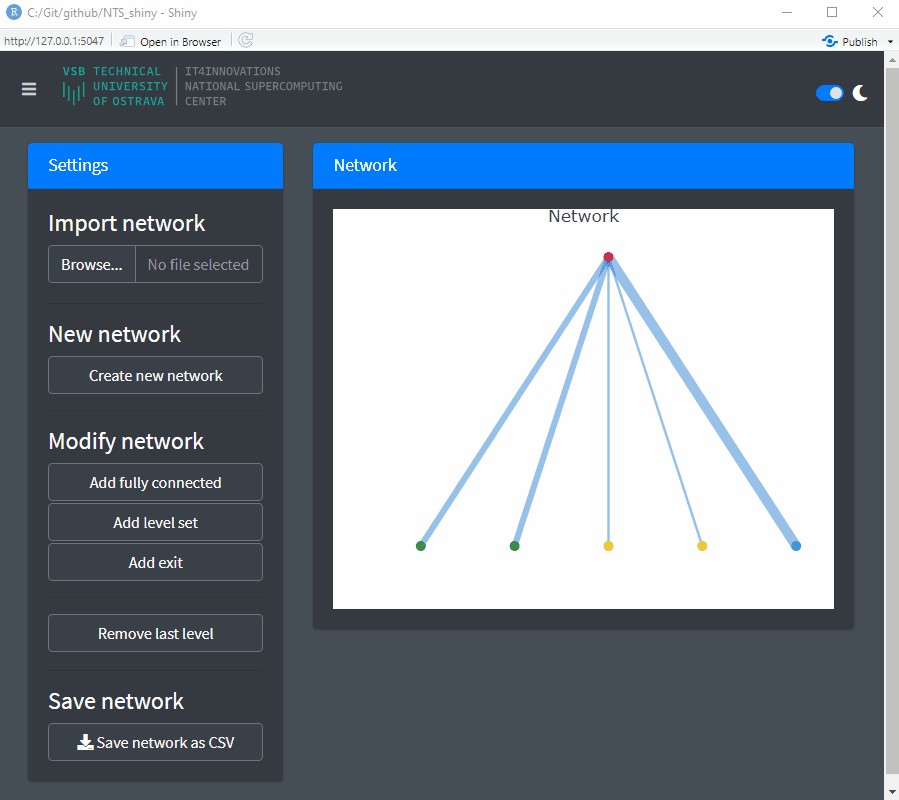 C:/Git/github/NTS_shiny - Shiny
http://127.0.0.1:5047
Open in Browser
Publish
VSB TECHNICAL
UNIVERSITY
OF OSTRAVA
IT4INNOVATIONS
NATIONAL SUPERCOMPUTING
CENTER
Settings
Import network
Browse...
No file selected
New network
Create new network
Modify network
Add fully connected
Add level set
Add exit
Remove last level
Save network
Save network as CSV
Network
Network